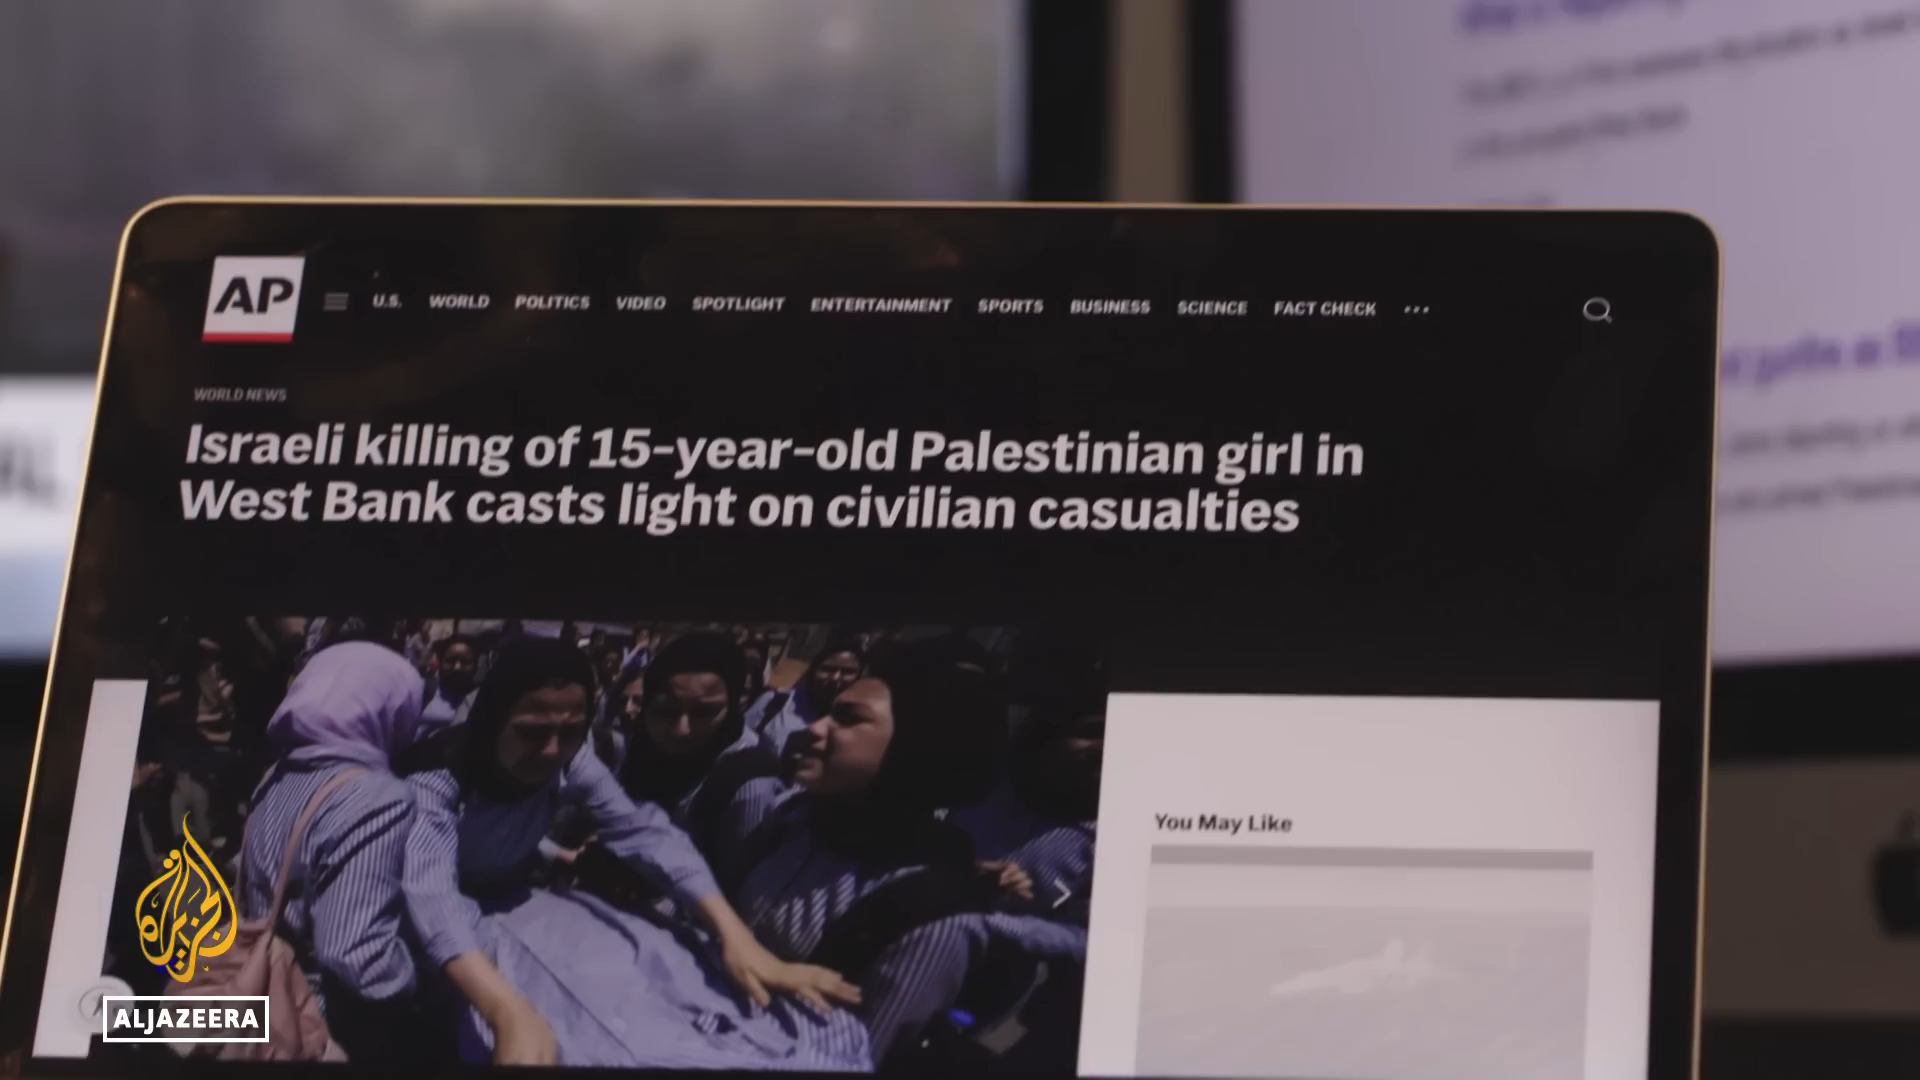 AP
U.S. WORLD POLITICS VIDEO SPOTLIGHT ENTERTAINMENT SPORTS BUSINESS SCIENCE FACT CHECK ...
WORLD NEWS
Israeli killing of 15-year-old Palestinian girl in
West Bank casts light on civilian casualties
You May Like
الجزيرة
ALJAZEERA